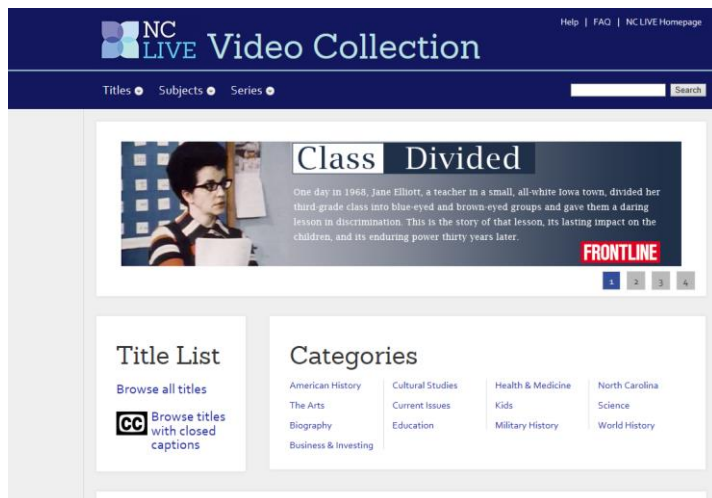 Help | FAQ | NC LIVE Homepage
NC LIVE Video Collection
Titles Subjects Series
Search
Class Divided
One day in 1968, Jane Elliott, a teacher in a small, all-white Iowa town, divided her
third-grade class into blue-eyed and brown-eyed groups and gave them a daring
lesson in discrimination. This is the story of that lesson, its lasting impact on the
children, and its enduring power thirty years later.
FRONTLINE
1 2 3 4
Title List
Browse all titles
CC Browse titles
with closed
captions
Categories
American History Cultural Studies Health & Medicine North Carolina
The Arts Current Issues Kids Science
Biography Education Military History World History
Business & Investing